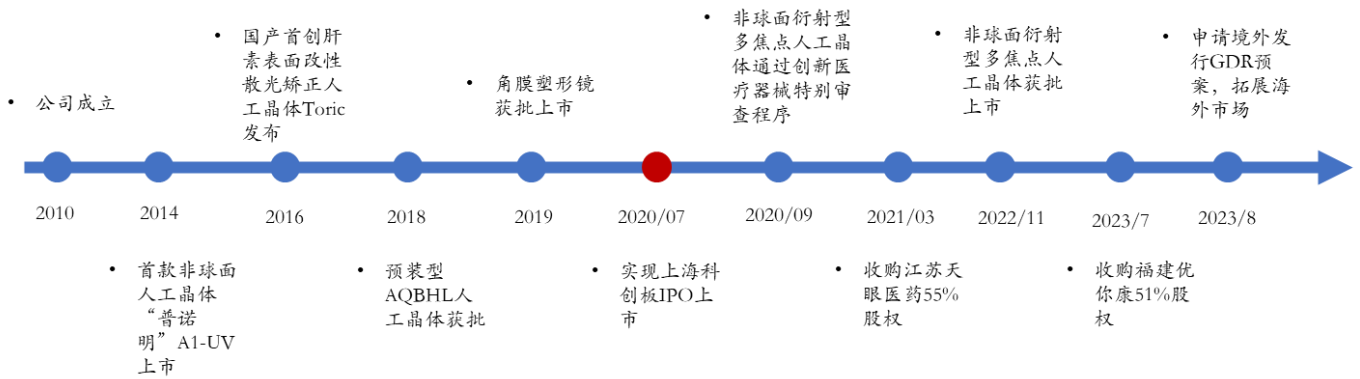 • 公司成立
• 国产首创肝
素表面改性
散光矫正人
工晶体Toric
发布
• 角膜塑形镜
获批上市
• 非球面衍射型
多焦点人工晶
体通过创新医
疗器械特别审
查程序
• 非球面衍射
型多焦点人
工晶体获批
上市
• 申请境外发
行GDR预
案，拓展海
外市场
2010
2014
2016
2018
2019
2020/07
2020/09
2021/03
2022/11
2023/7
2023/8
• 首款非球面
人工晶体
“普诺
明”A1-UV
上市
• 预装型
AQBHL人
工晶体获批
• 实现上海科
创板IPO上
市
• 收购江苏天
眼医药55%
股权
• 收购福建优
你康51%股
权